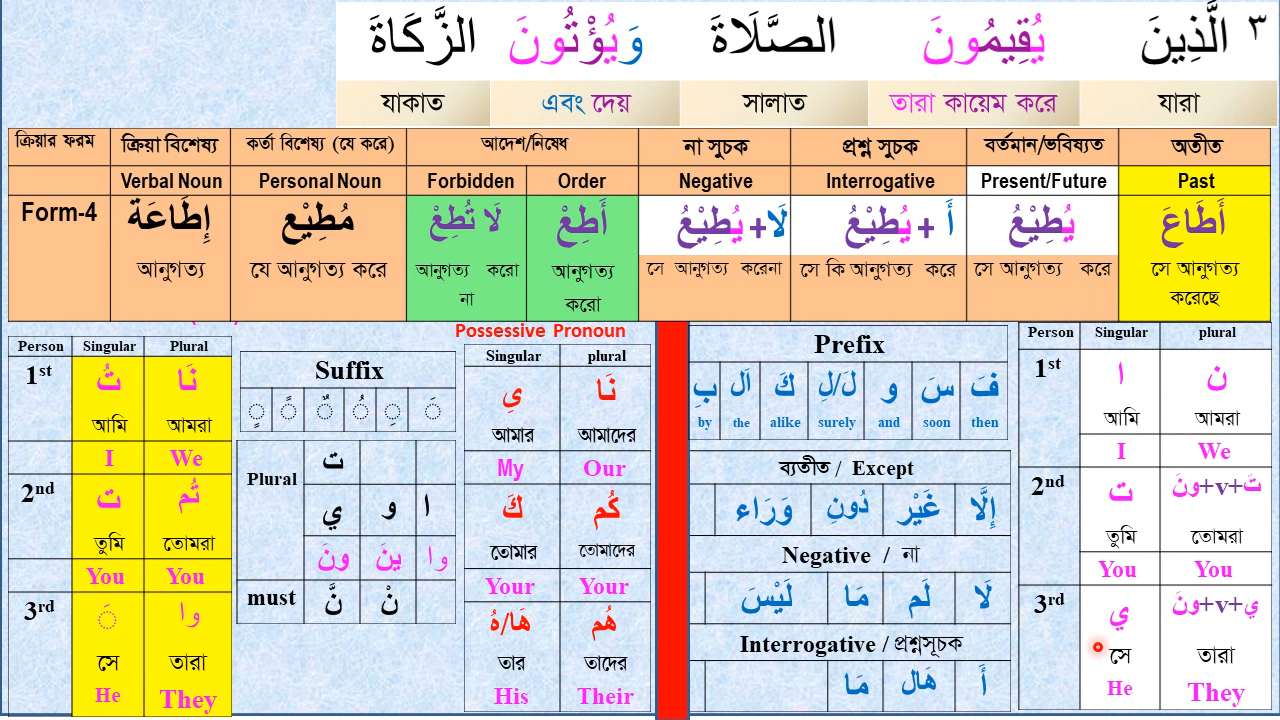 ٣ الَّذِينَ يُقِيمُونَ الصَّلَاةَ وَيُؤْتُونَ الزَّكَاةَ
যারা তারা কায়েম করে সালাত এবং দেয় যাকাত
ক্রিয়ার ফরম ক্রিয়া বিশেষ্য কর্তা বিশেষ্য (যে করে) আদেশ/নিষেধ না সুচক প্রশ্ন সুচক বর্তমান/ভবিষ্যত অতীত
Verbal Noun Personal Noun Forbidden Order Negative Interrogative Present/Future Past
Form-4 إِطَاعَة مُطِيْع لَا تُطِعْ أَطِعْ لَا+ يُطِيْعُ أَ + يُطِيْعُ يُطِيْعُ أَطَاعَ
আনুগত্য যে আনুগত্য করে আনুগত্য করো আনুগত্য সে আনুগত্য করেনা সে কি আনুগত্য করে সে আনুগত্য করে সে আনুগত্য
না করো করেছে
Possessive Pronoun
Person Singular Plural
1st تُ نَا
আমি আমরা
I We
2nd ت تُم
তুমি তোমরা
You You
3rd َ وا
সে তারা
He They
Suffix
ٍ ً ٌ ُ ِ َ
Plural ت
ي و ا
ونَ ينَ وا
must نَّ نْ
Singular plural
يِ نَا
আমার আমাদের
My Our
كَ كُم
তোমার তোমাদের
Your Your
هَا/هُ هُم
তার তাদের
His Their
Prefix
بِ اَل كَ لَ/لِ و سَ فَ
by the alike surely and soon then
ব্যতীত / Except
وَرَاء دُونِ غَيْر إِلَّا
Negative / না
لَيْسَ مَا لَم لَا
Interrogative / প্রশ্নসূচক
مَا هَال أَ
Person Singular plural
1st ا ن
আমি আমরা
I We
2nd ت تَ+v+ونَ
তুমি তোমরা
You You
3rd ي ي+v+ونَ
সে তারা
He They